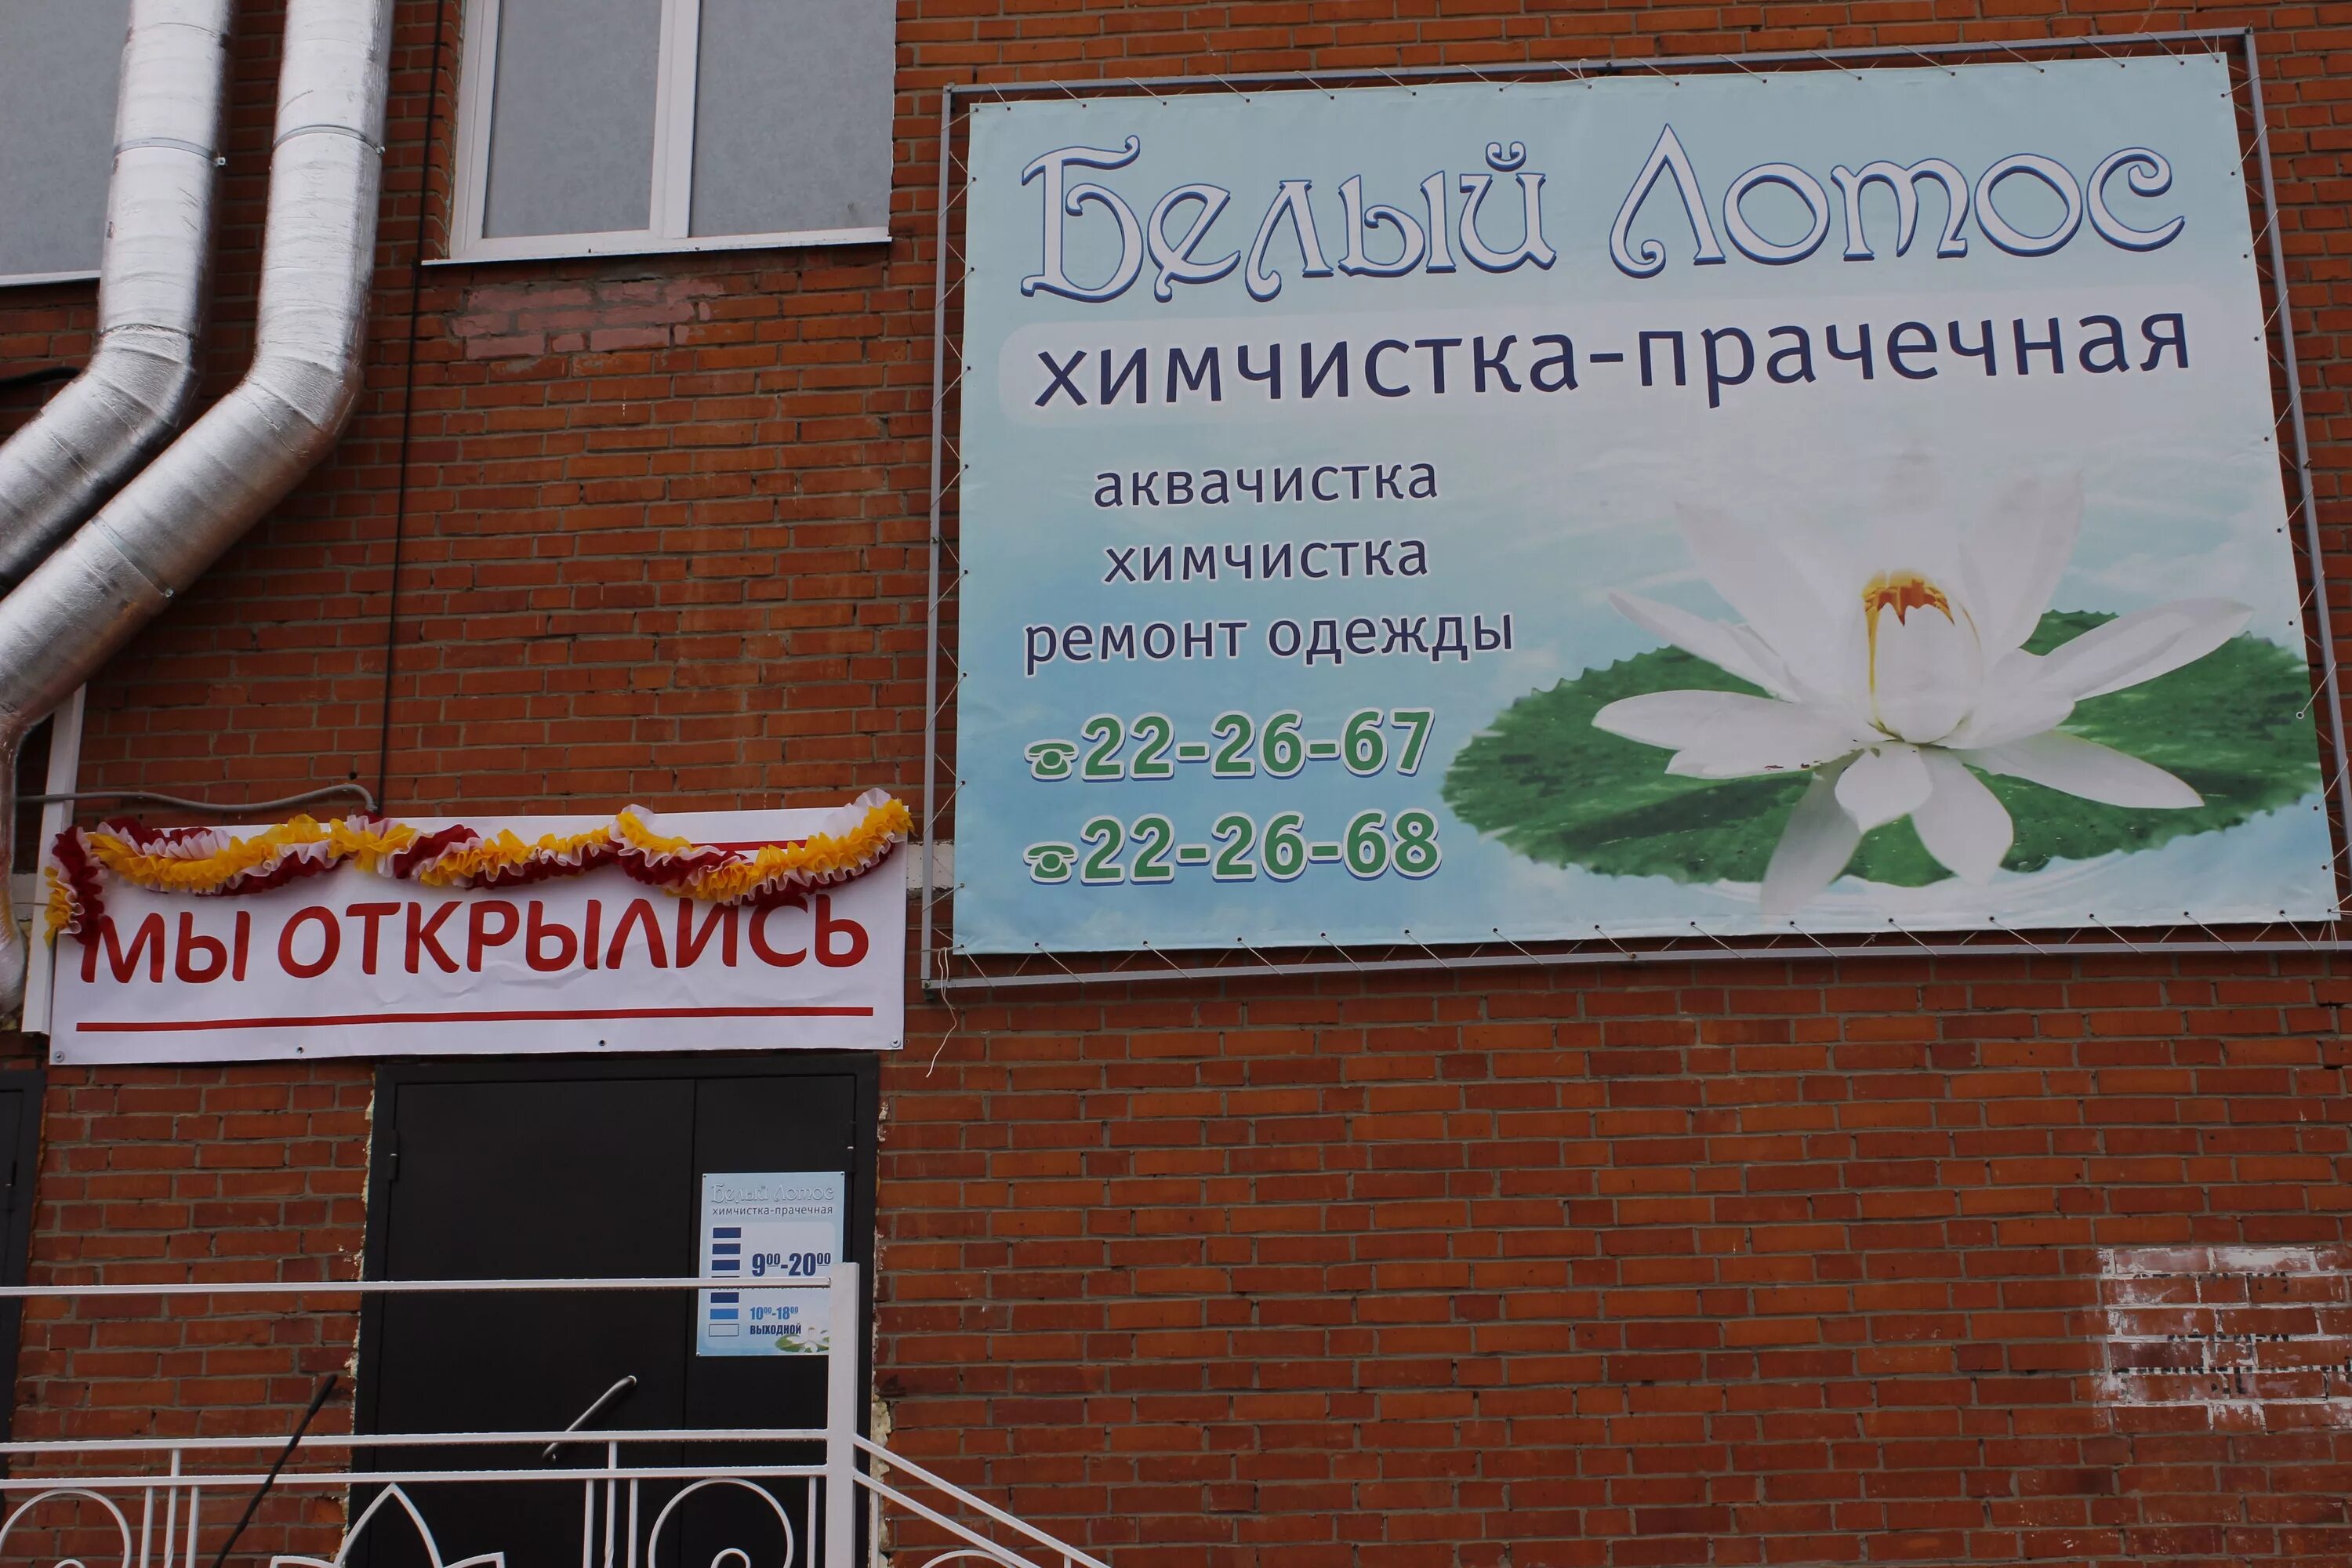 Белый Лотос
химчистка-прачечная
аквачистка
химчистка
ремонт одежды
22-26-67
22-26-68
МЫ ОТКРЫЛИСЬ
Белый Лотос
химчистка-прачечная
9⁰⁰-20⁰⁰
10⁰⁰-18⁰⁰
ВЫХОДНОЙ